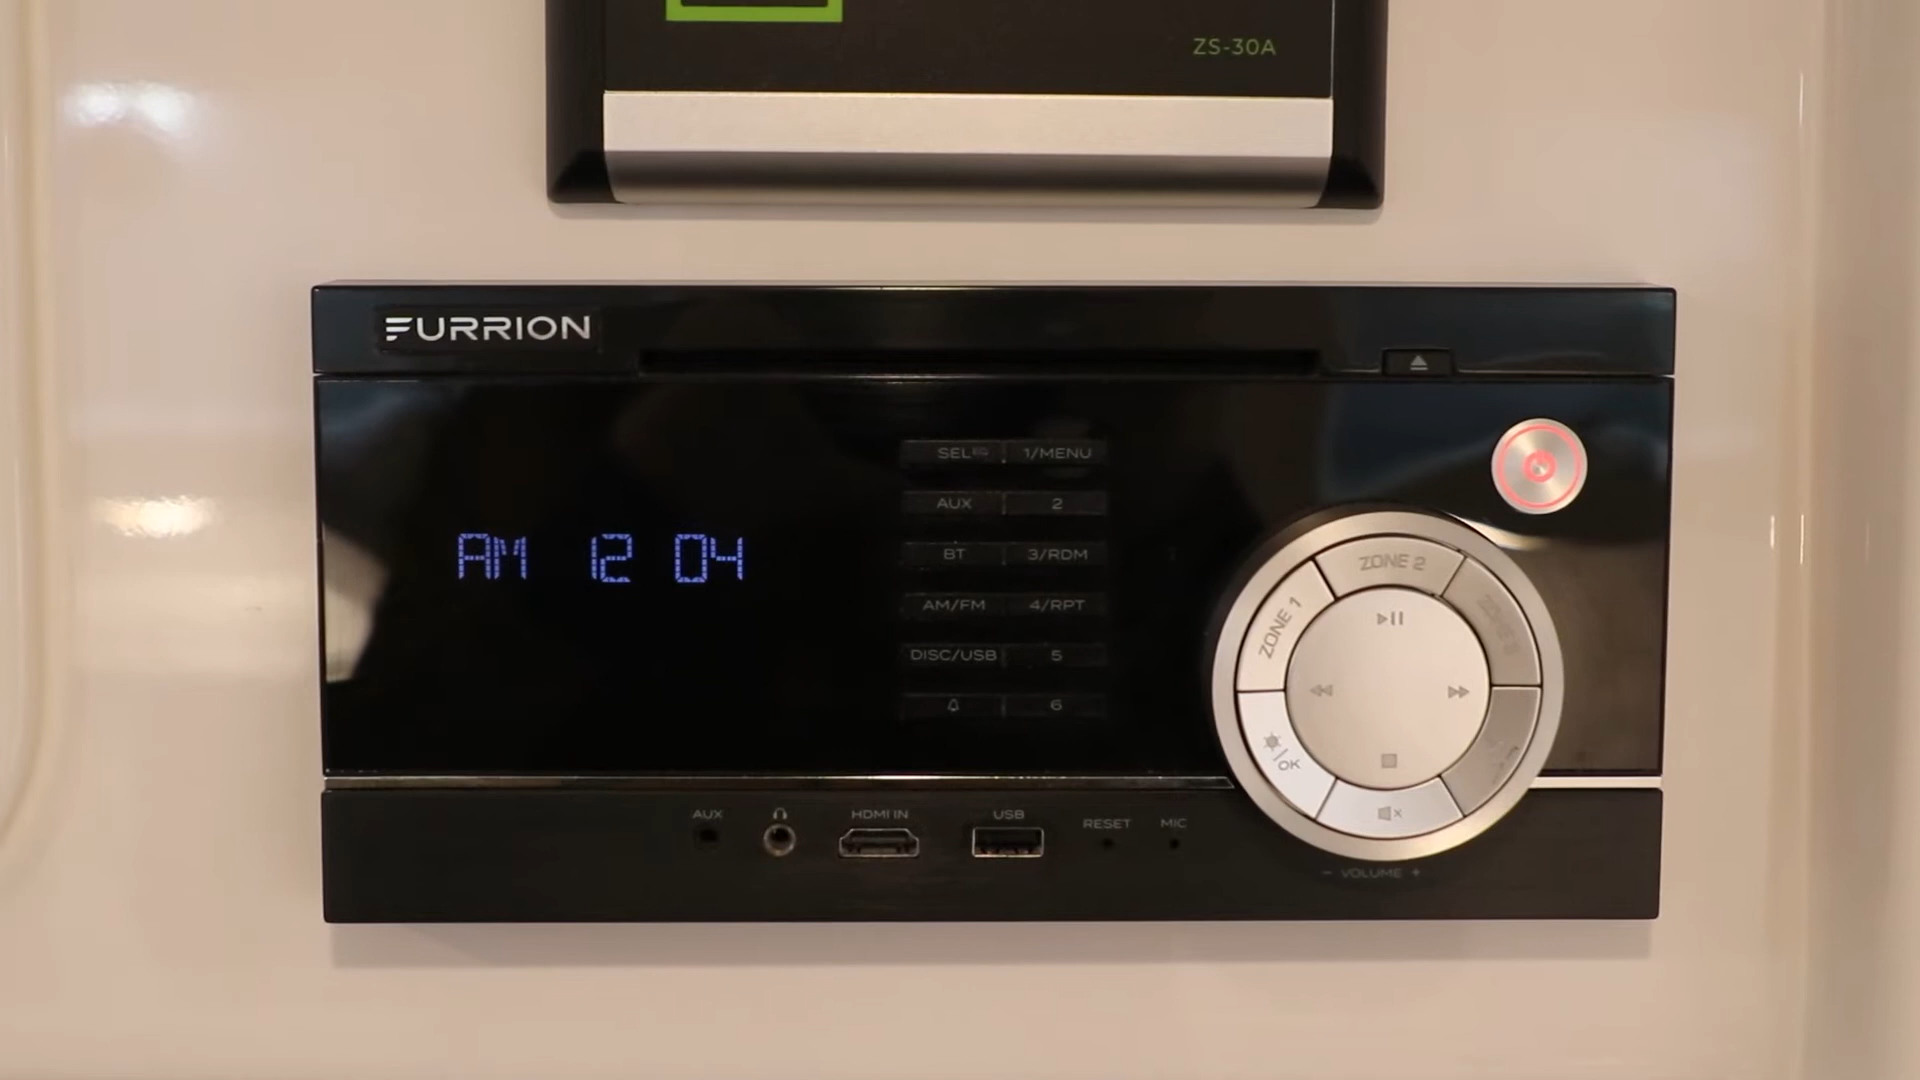 ZS-30A
FURRION
SEL EQ 1/MENU
AUX 2
BT 3/RDM
AM/FM 4/RPT
DISC/USB 5
6
AM 12 04
ZONE 1
ZONE 2
OK
AUX
HDMI IN
USB
RESET
MIC
- VOLUME +